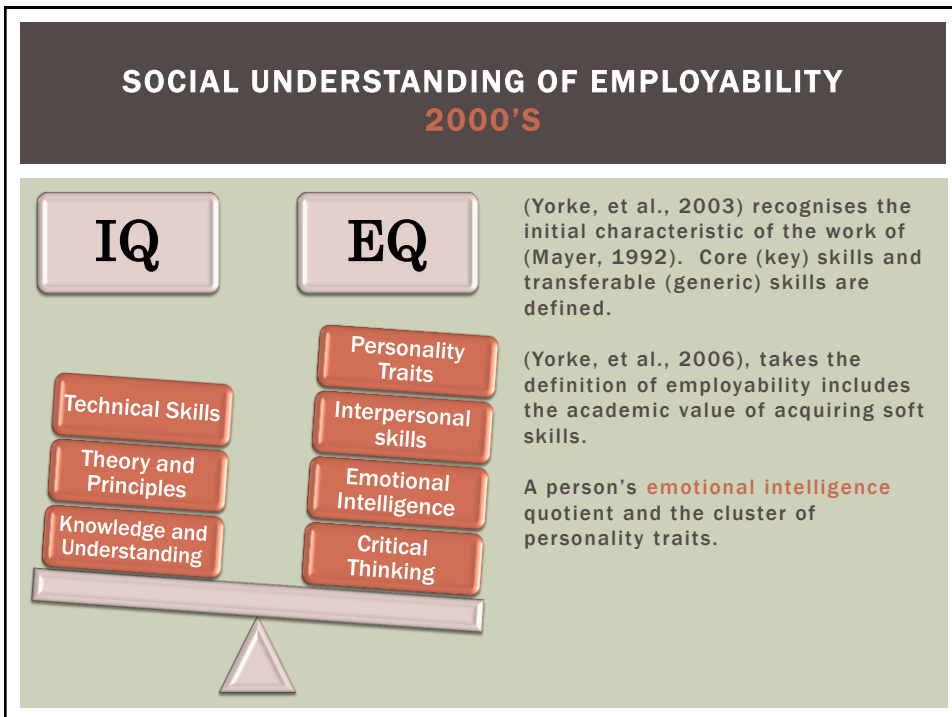 SOCIAL UNDERSTANDING OF EMPLOYABILITY
2000'S
IQ
EQ
Technical Skills
Theory and
Principles
Knowledge and
Understanding
Personality
Traits
Interpersonal
skills
Emotional
Intelligence
Critical
Thinking
(Yorke, et al., 2003) recognises the
initial characteristic of the work of
(Mayer, 1992). Core (key) skills and
transferable (generic) skills are
defined.
(Yorke, et al., 2006), takes the
definition of employability includes
the academic value of acquiring soft
skills.
A person's emotional intelligence
quotient and the cluster of
personality traits.